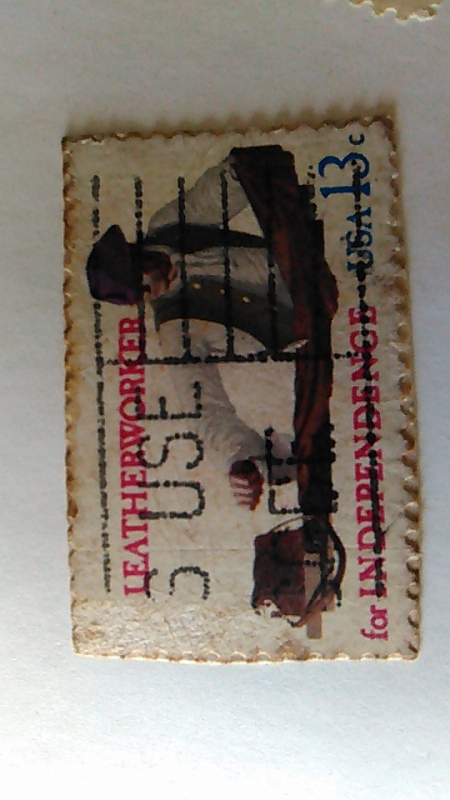 LEATHERWORKER
for INDEPENDENCE USA 13c
USE